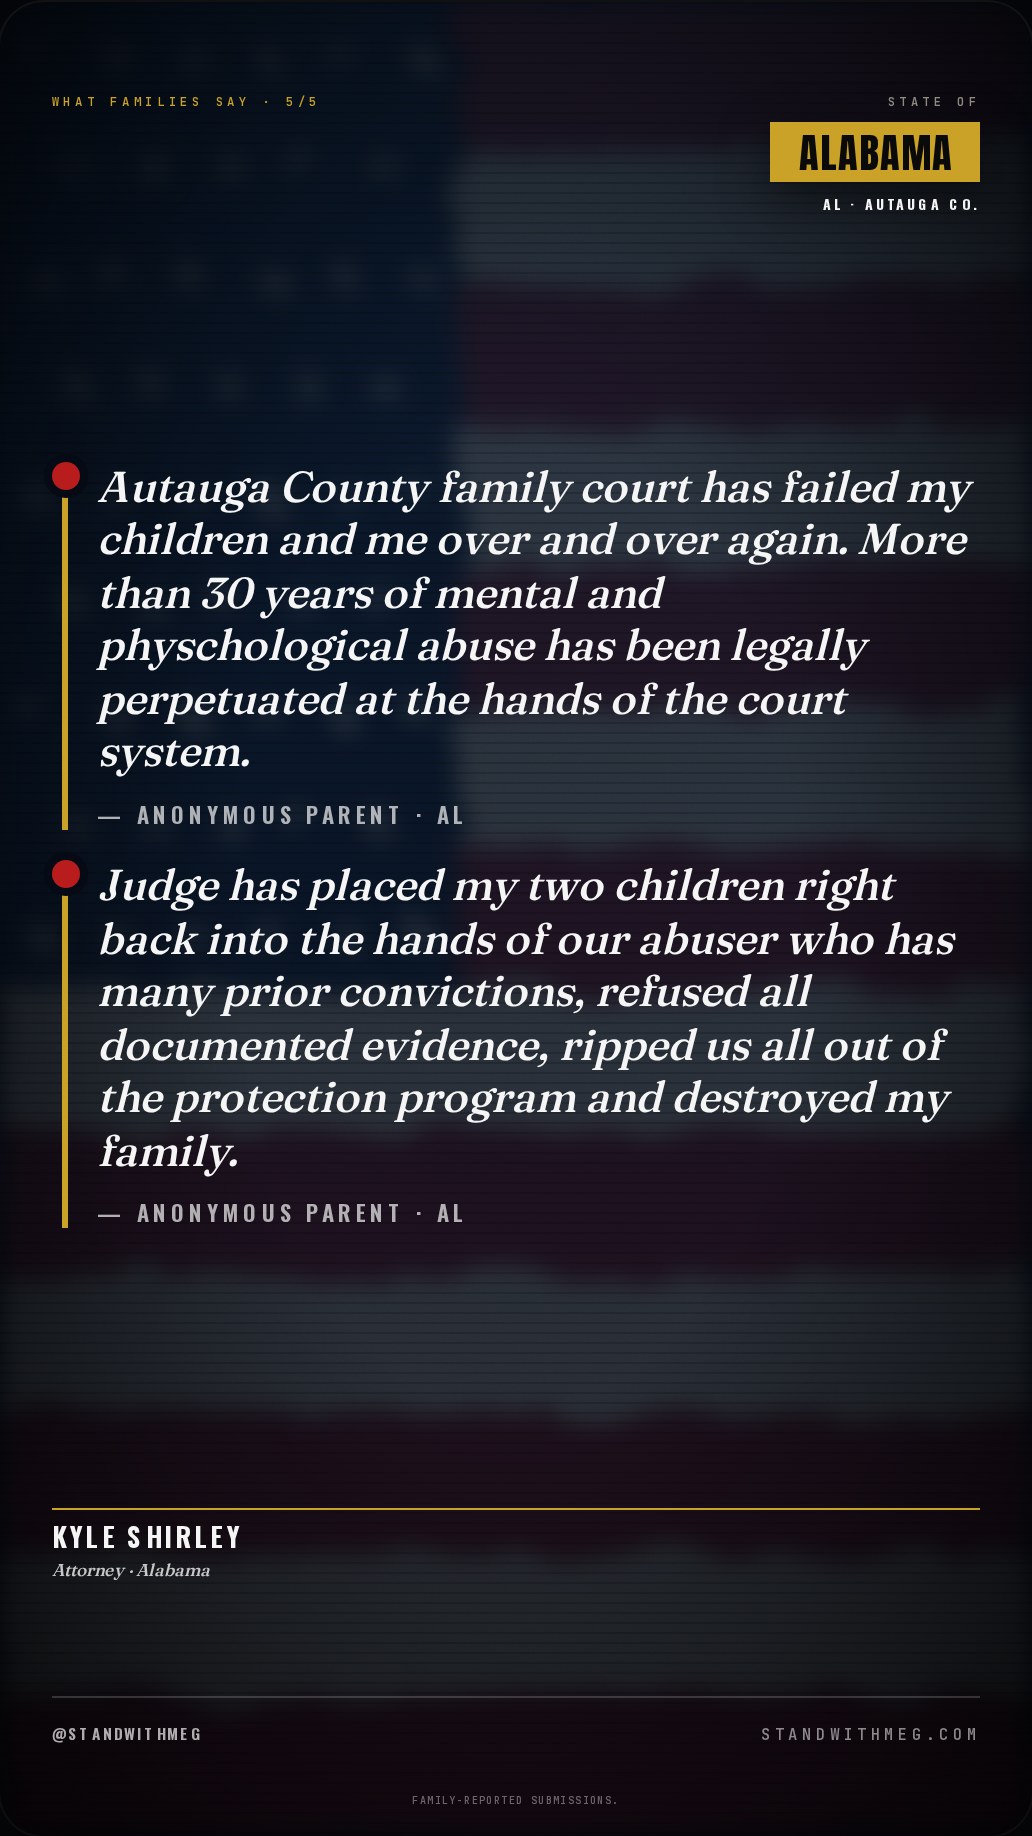 WHAT FAMILIES SAY · 5/5
STATE OF
ALABAMA
AL · AUTAUGA CO.
Autauga County family court has failed my
children and me over and over again. More
than 30 years of mental and
physchological abuse has been legally
perpetuated at the hands of the court
system.
— ANONYMOUS PARENT · AL
Judge has placed my two children right
back into the hands of our abuser who has
many prior convictions, refused all
documented evidence, ripped us all out of
the protection program and destroyed my
family.
— ANONYMOUS PARENT · AL
KYLE SHIRLEY
Attorney · Alabama
@STANDWITHMEG
STANDWITHMEG.COM
FAMILY-REPORTED SUBMISSIONS.